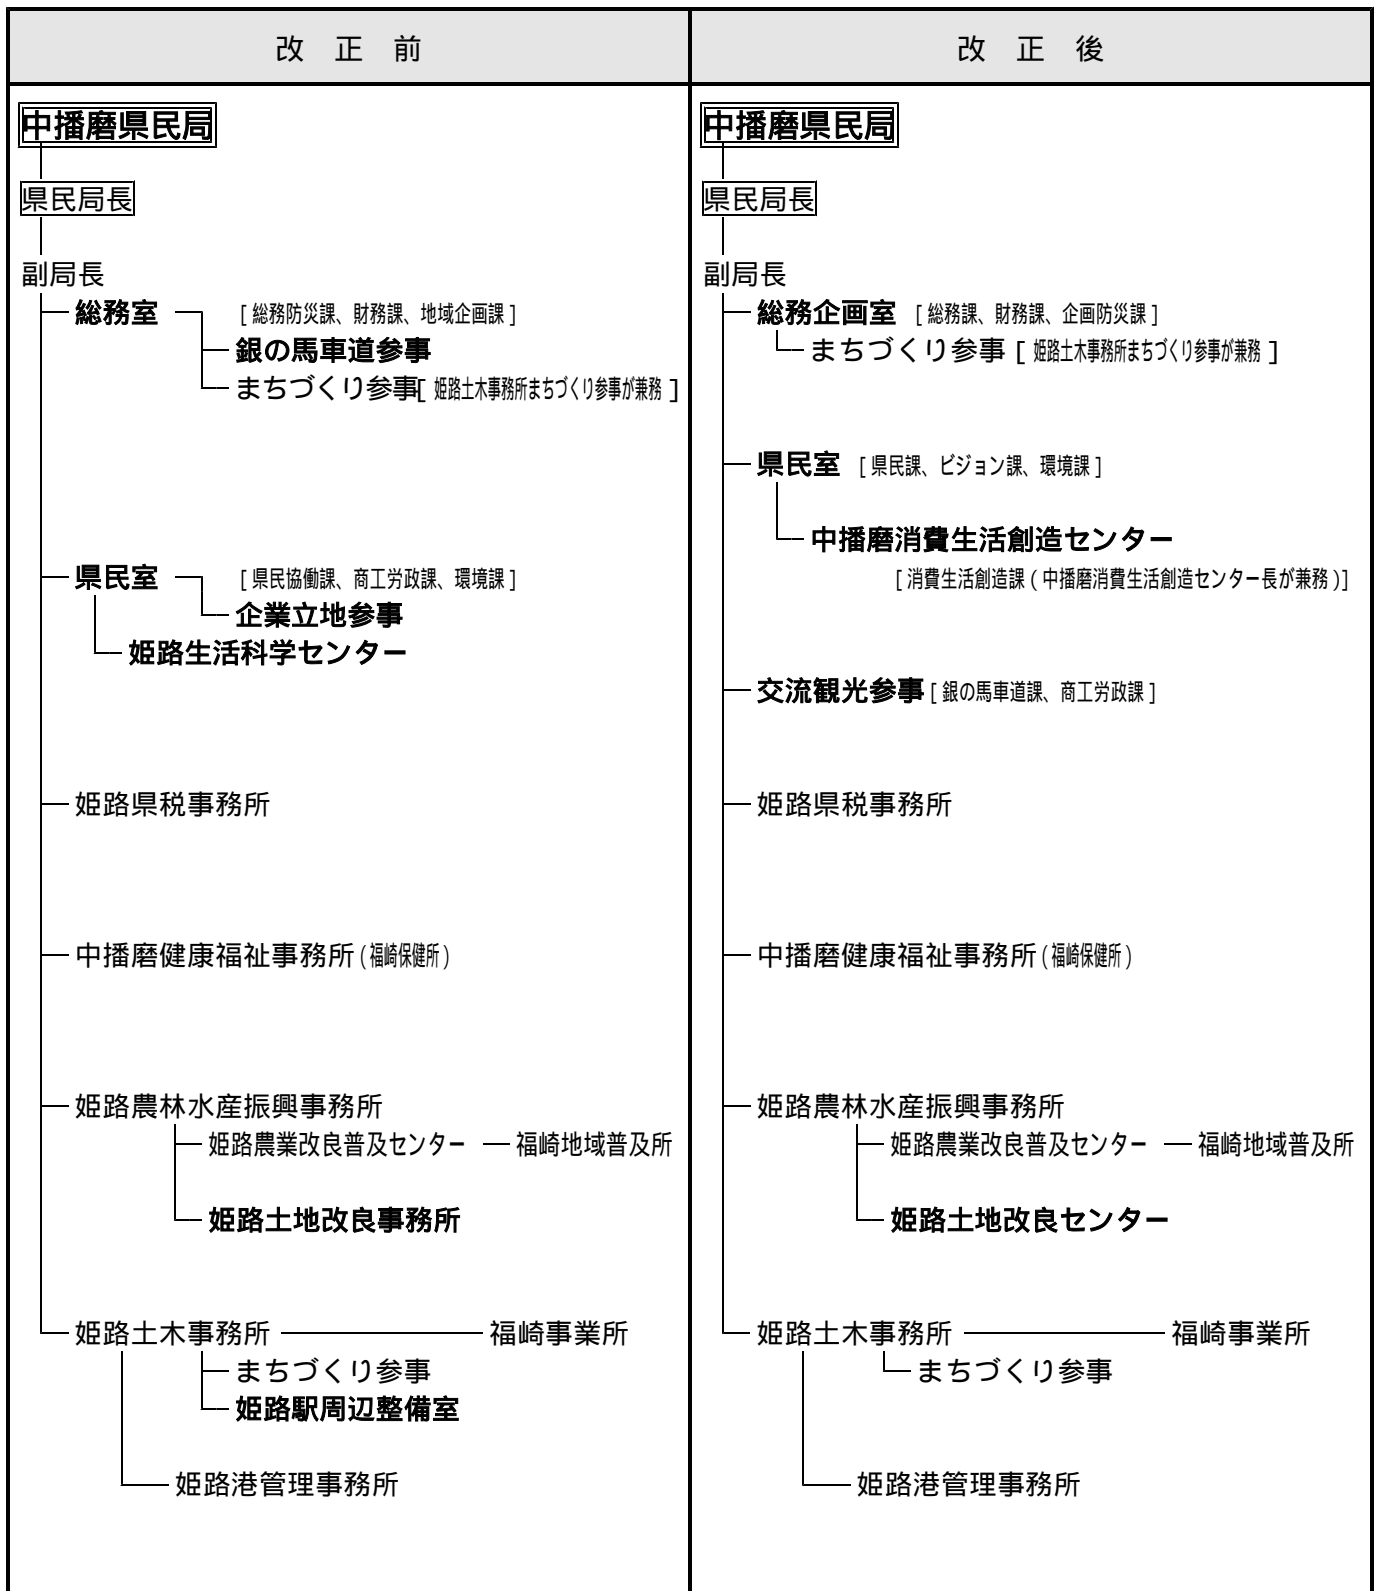 改 正 前
中播磨県民局
県民局長
副局長
総務室 [ 総務防災課、財務課、地域企画課 ]
銀の馬車道参事
まちづくり参事[ 姫路土木事務所まちづくり参事が兼務 ]
県民室 [ 県民協働課、商工労政課、環境課 ]
企業立地参事
姫路生活科学センター
姫路県税事務所
中播磨健康福祉事務所 ( 福崎保健所 )
姫路農林水産振興事務所
姫路農業改良普及センター 福崎地域普及所
姫路土地改良事務所
姫路土木事務所 福崎事業所
まちづくり参事
姫路駅周辺整備室
姫路港管理事務所
改 正 後
中播磨県民局
県民局長
副局長
総務企画室 [ 総務課、財務課、企画防災課 ]
まちづくり参事 [ 姫路土木事務所まちづくり参事が兼務 ]
県民室 [ 県民課、ビジョン課、環境課 ]
中播磨消費生活創造センター
[ 消費生活創造課 ( 中播磨消費生活創造センター長が兼務 )]
交流観光参事 [ 銀の馬車道課、商工労政課 ]
姫路県税事務所
中播磨健康福祉事務所 ( 福崎保健所 )
姫路農林水産振興事務所
姫路農業改良普及センター 福崎地域普及所
姫路土地改良センター
姫路土木事務所 福崎事業所
まちづくり参事
姫路港管理事務所